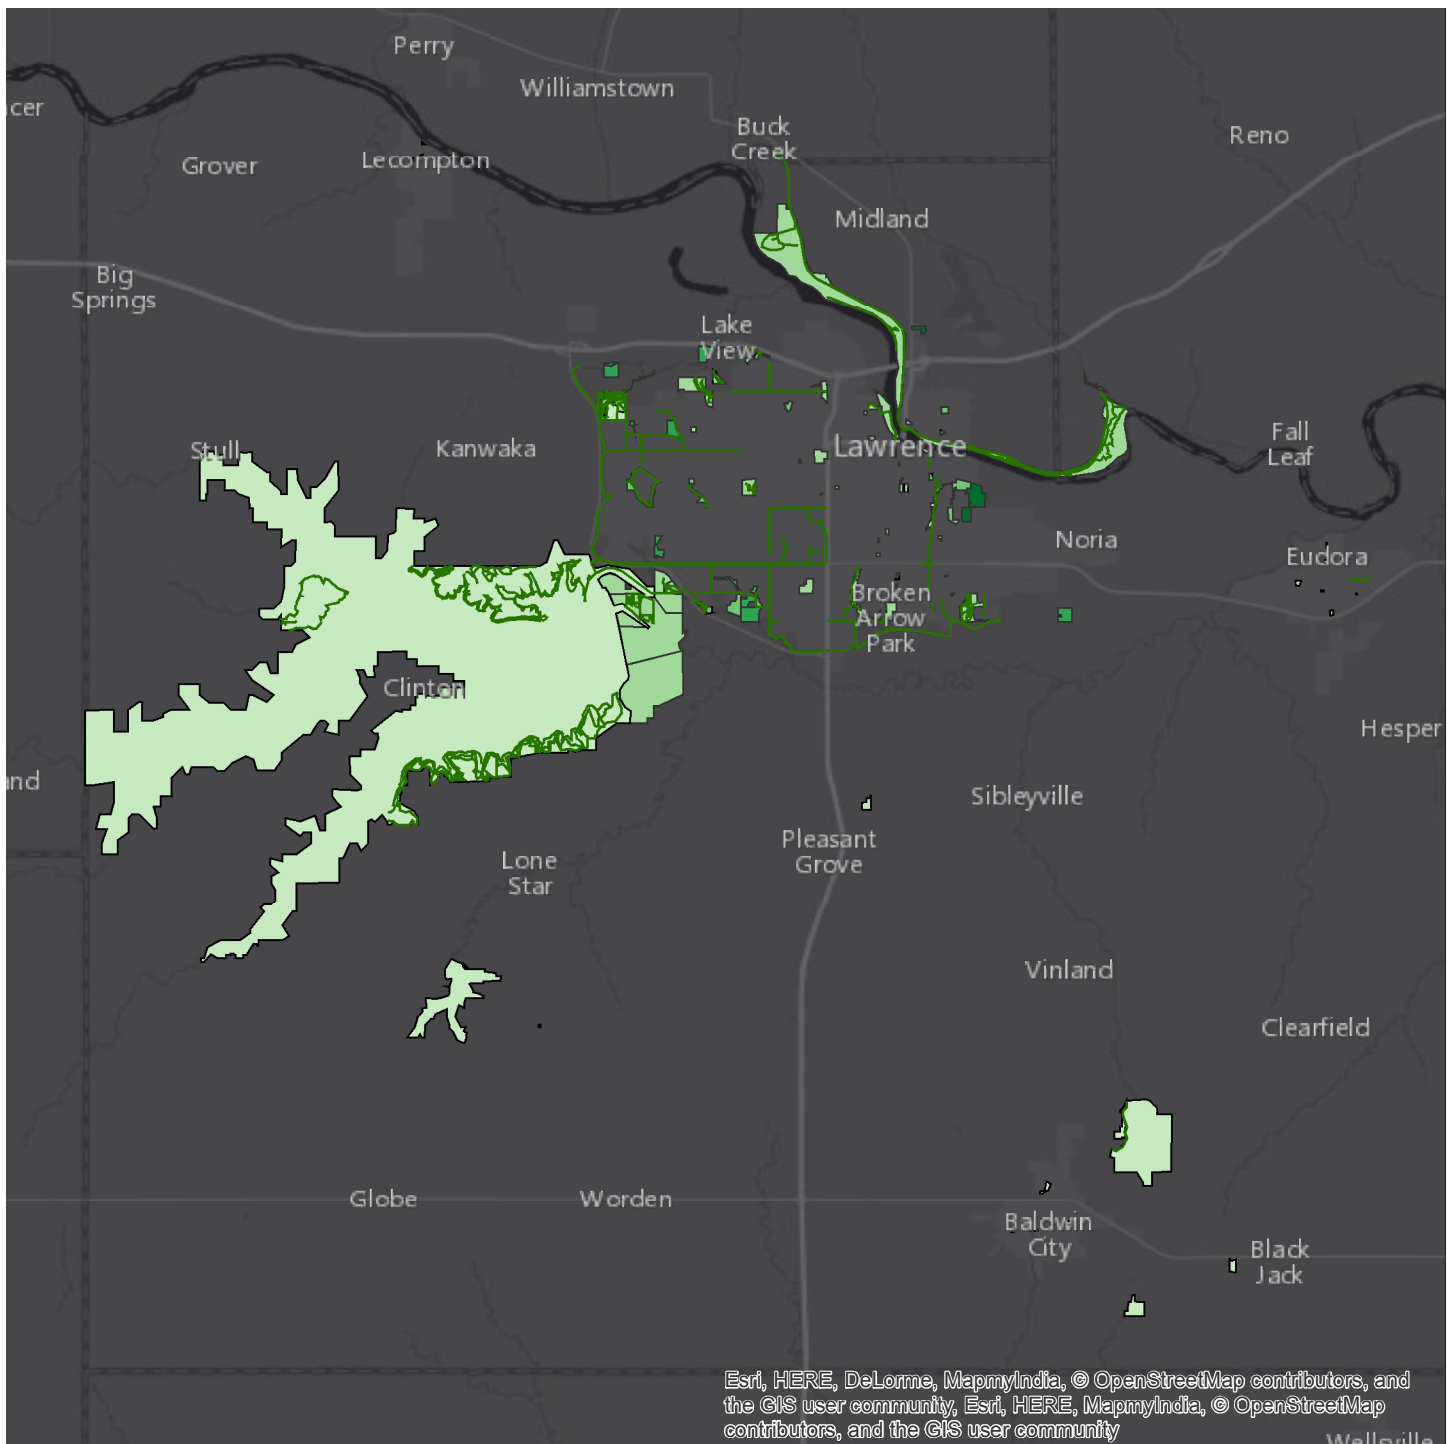 Perry
Williamstown
cer
Buck
Creek
Reno
Grover
Lecompton
Midland
Big
Springs
Lake
View
Stull
Kanwaka
Lawrence
Fall
Leaf
Noria
Eudora
Broken
Arrow
Park
Clinton
Hesper
and
Sibleyville
Pleasant
Grove
Lone
Star
Vinland
Clearfield
Globe
Worden
Baldwin
City
Black
Jack
Esri, HERE, DeLorme, MapmyIndia, © OpenStreetMap contributors, and
the GIS user community, Esri, HERE, MapmyIndia, © OpenStreetMap
contributors, and the GIS user community
Wellsville